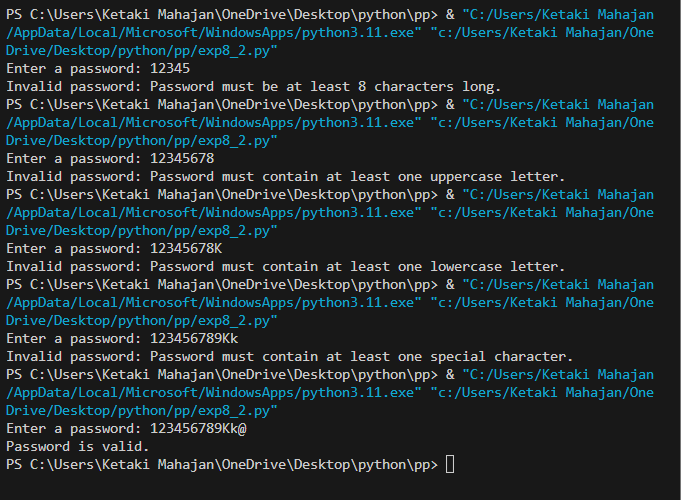 PS C:\Users\Ketaki Mahajan\OneDrive\Desktop\python\pp> & "C:/Users/Ketaki Mahajan
/AppData/Local/Microsoft/WindowsApps/python3.11.exe" "c:/Users/Ketaki Mahajan/One
Drive/Desktop/python/pp/exp8_2.py"
Enter a password: 12345
Invalid password: Password must be at least 8 characters long.
PS C:\Users\Ketaki Mahajan\OneDrive\Desktop\python\pp> & "C:/Users/Ketaki Mahajan
/AppData/Local/Microsoft/WindowsApps/python3.11.exe" "c:/Users/Ketaki Mahajan/One
Drive/Desktop/python/pp/exp8_2.py"
Enter a password: 12345678
Invalid password: Password must contain at least one uppercase letter.
PS C:\Users\Ketaki Mahajan\OneDrive\Desktop\python\pp> & "C:/Users/Ketaki Mahajan
/AppData/Local/Microsoft/WindowsApps/python3.11.exe" "c:/Users/Ketaki Mahajan/One
Drive/Desktop/python/pp/exp8_2.py"
Enter a password: 12345678K
Invalid password: Password must contain at least one lowercase letter.
PS C:\Users\Ketaki Mahajan\OneDrive\Desktop\python\pp> & "C:/Users/Ketaki Mahajan
/AppData/Local/Microsoft/WindowsApps/python3.11.exe" "c:/Users/Ketaki Mahajan/One
Drive/Desktop/python/pp/exp8_2.py"
Enter a password: 123456789Kk
Invalid password: Password must contain at least one special character.
PS C:\Users\Ketaki Mahajan\OneDrive\Desktop\python\pp> & "C:/Users/Ketaki Mahajan
/AppData/Local/Microsoft/WindowsApps/python3.11.exe" "c:/Users/Ketaki Mahajan/One
Drive/Desktop/python/pp/exp8_2.py"
Enter a password: 123456789Kk@
Password is valid.
PS C:\Users\Ketaki Mahajan\OneDrive\Desktop\python\pp>